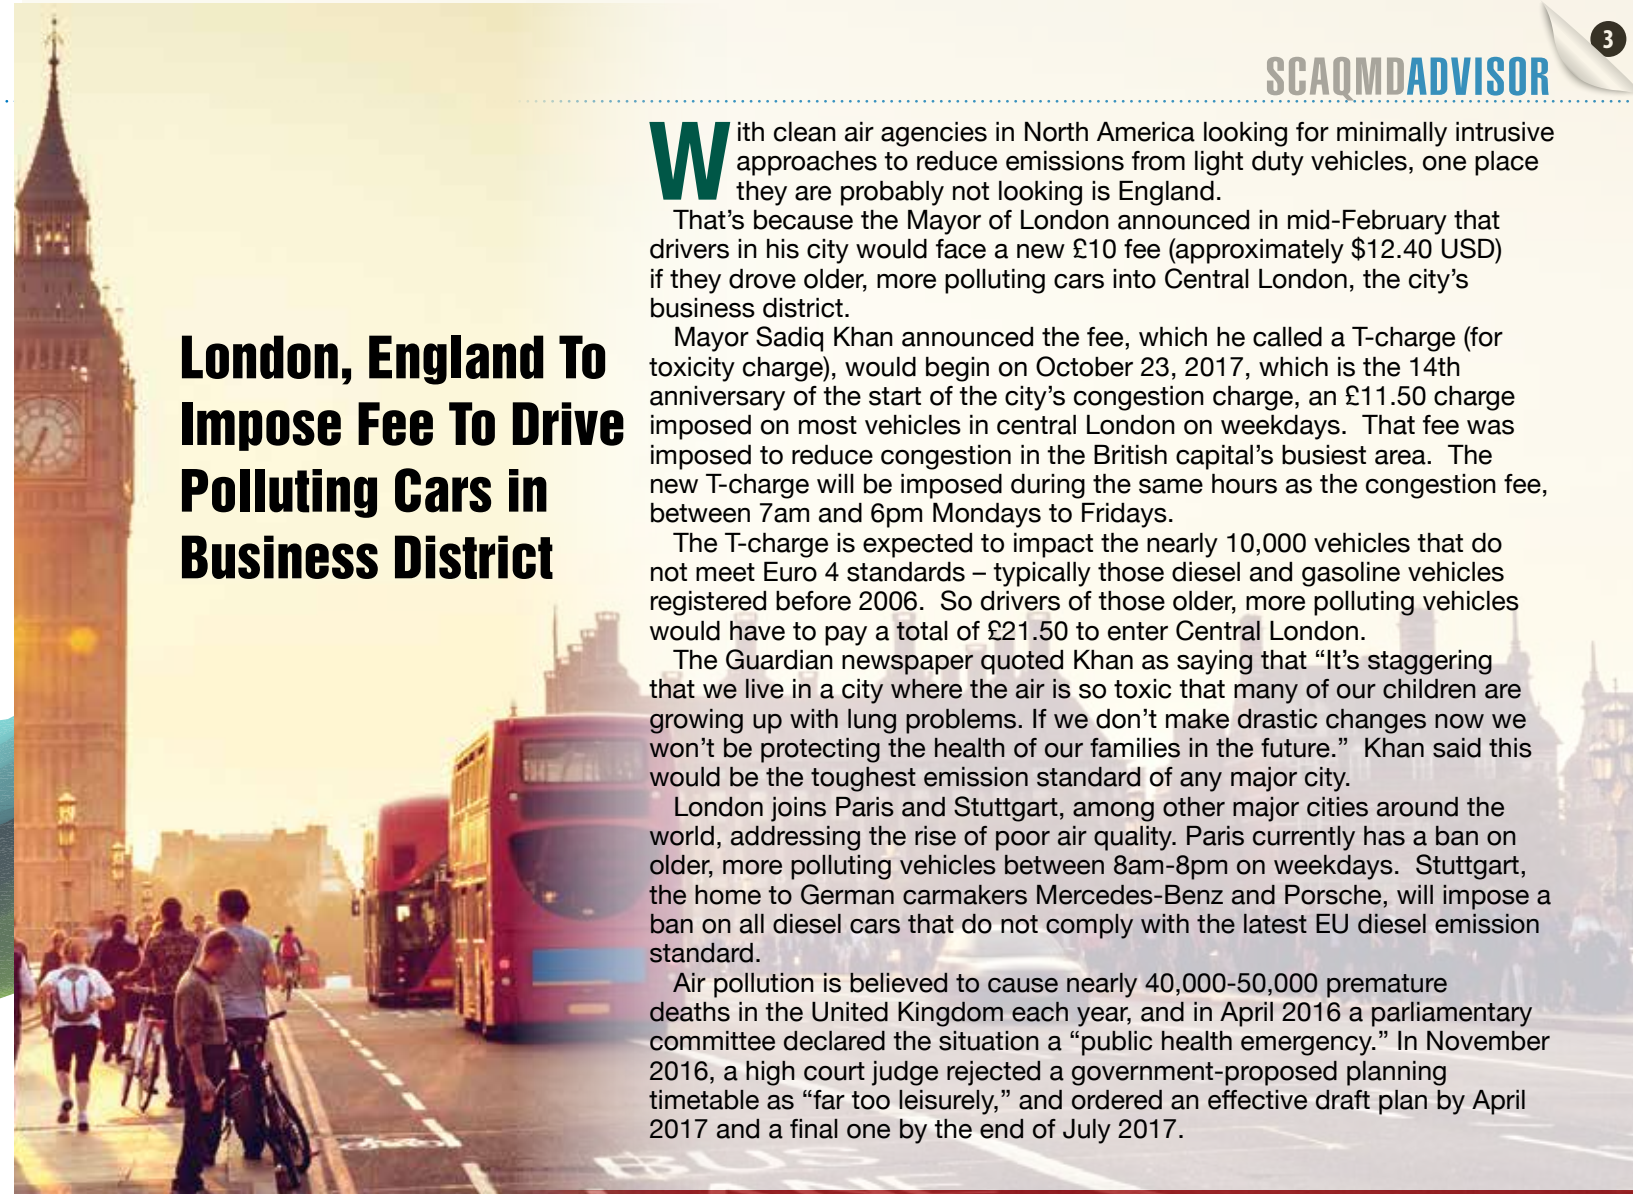 3
SCAQMDADVISOR
London, England To
Impose Fee To Drive
Polluting Cars in
Business District
With clean air agencies in North America looking for minimally intrusive
approaches to reduce emissions from light duty vehicles, one place
they are probably not looking is England.
That’s because the Mayor of London announced in mid-February that
drivers in his city would face a new £10 fee (approximately $12.40 USD)
if they drove older, more polluting cars into Central London, the city’s
business district.
Mayor Sadiq Khan announced the fee, which he called a T-charge (for
toxicity charge), would begin on October 23, 2017, which is the 14th
anniversary of the start of the city’s congestion charge, an £11.50 charge
imposed on most vehicles in central London on weekdays.  That fee was
imposed to reduce congestion in the British capital’s busiest area.  The
new T-charge will be imposed during the same hours as the congestion fee,
between 7am and 6pm Mondays to Fridays.
The T-charge is expected to impact the nearly 10,000 vehicles that do
not meet Euro 4 standards – typically those diesel and gasoline vehicles
registered before 2006.  So drivers of those older, more polluting vehicles
would have to pay a total of £21.50 to enter Central London.
The Guardian newspaper quoted Khan as saying that “It’s staggering
that we live in a city where the air is so toxic that many of our children are
growing up with lung problems. If we don’t make drastic changes now we
won’t be protecting the health of our families in the future.”  Khan said this
would be the toughest emission standard of any major city.
London joins Paris and Stuttgart, among other major cities around the
world, addressing the rise of poor air quality. Paris currently has a ban on
older, more polluting vehicles between 8am-8pm on weekdays.  Stuttgart,
the home to German carmakers Mercedes-Benz and Porsche, will impose a
ban on all diesel cars that do not comply with the latest EU diesel emission
standard.
Air pollution is believed to cause nearly 40,000-50,000 premature
deaths in the United Kingdom each year, and in April 2016 a parliamentary
committee declared the situation a “public health emergency.” In November
2016, a high court judge rejected a government-proposed planning
timetable as “far too leisurely,” and ordered an effective draft plan by April
2017 and a final one by the end of July 2017.
BUS
LANE